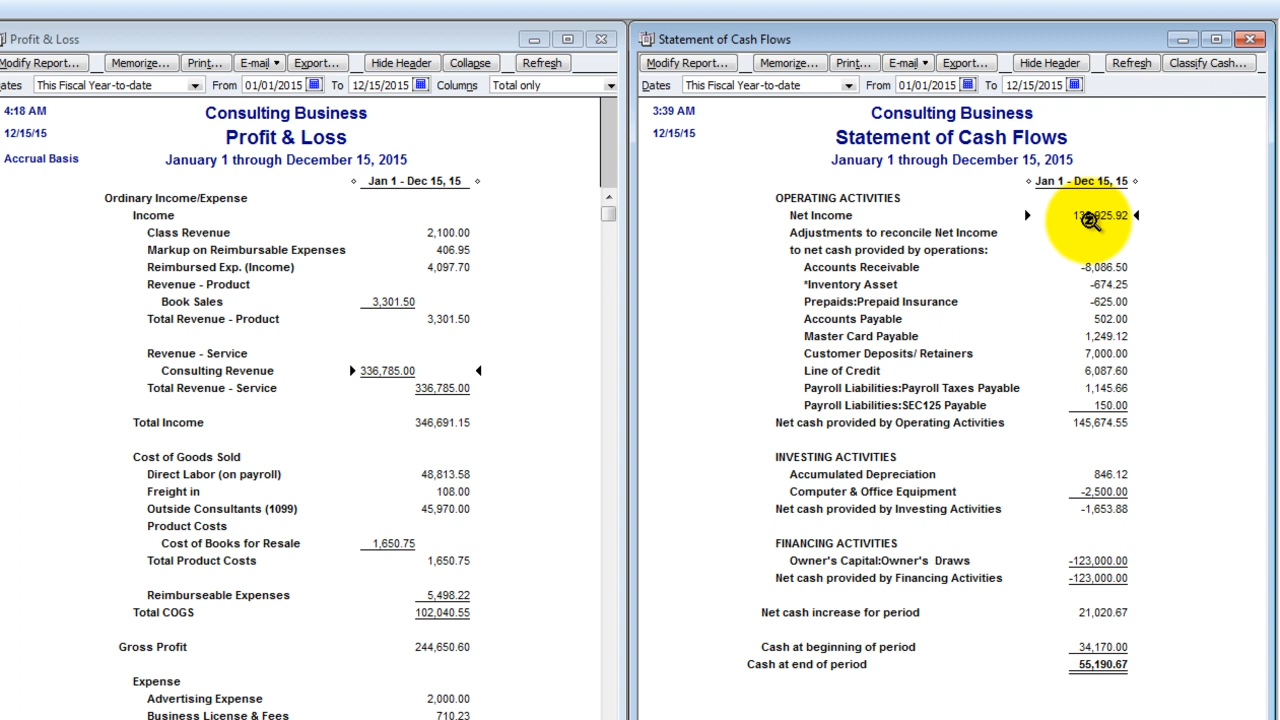 Profit & Loss
Modify Report... Memorize... Print... E-mail Export... Hide Header Collapse Refresh
This Fiscal Year-to-date From 01/01/2015 To 12/15/2015 Columns Total only
4:18 AM
12/15/15
Accrual Basis
Consulting Business
Profit & Loss
January 1 through December 15, 2015
Jan 1 - Dec 15, 15
Ordinary Income/Expense
Income
Class Revenue 2,100.00
Markup on Reimbursable Expenses 406.95
Reimbursed Exp. (Income) 4,097.70
Revenue - Product
Book Sales 3,301.50
Total Revenue - Product 3,301.50
Revenue - Service
Consulting Revenue 336,785.00
Total Revenue - Service 336,785.00
Total Income 346,691.15
Cost of Goods Sold
Direct Labor (on payroll) 48,813.58
Freight in 108.00
Outside Consultants (1099) 45,970.00
Product Costs
Cost of Books for Resale 1,650.75
Total Product Costs 1,650.75
Reimburseable Expenses 5,498.22
Total COGS 102,040.55
Gross Profit 244,650.60
Expense
Advertising Expense 2,000.00
Business License & Fees 710.23
Statement of Cash Flows
Modify Report... Memorize... Print... E-mail Export... Hide Header Refresh Classify Cash...
Dates This Fiscal Year-to-date From 01/01/2015 To 12/15/2015
3:39 AM
12/15/15
Consulting Business
Statement of Cash Flows
January 1 through December 15, 2015
Jan 1 - Dec 15, 15
OPERATING ACTIVITIES
Net Income
Adjustments to reconcile Net Income
to net cash provided by operations:
Accounts Receivable -8,086.50
*Inventory Asset -674.25
Prepaids:Prepaid Insurance -625.00
Accounts Payable 502.00
Master Card Payable 1,249.12
Customer Deposits/ Retainers 7,000.00
Line of Credit 6,087.60
Payroll Liabilities:Payroll Taxes Payable 1,145.66
Payroll Liabilities:SEC125 Payable 150.00
Net cash provided by Operating Activities 145,674.55
INVESTING ACTIVITIES
Accumulated Depreciation 846.12
Computer & Office Equipment -2,500.00
Net cash provided by Investing Activities -1,653.88
FINANCING ACTIVITIES
Owner's Capital:Owner's Draws -123,000.00
Net cash provided by Financing Activities -123,000.00
Net cash increase for period 21,020.67
Cash at beginning of period 34,170.00
Cash at end of period 55,190.67